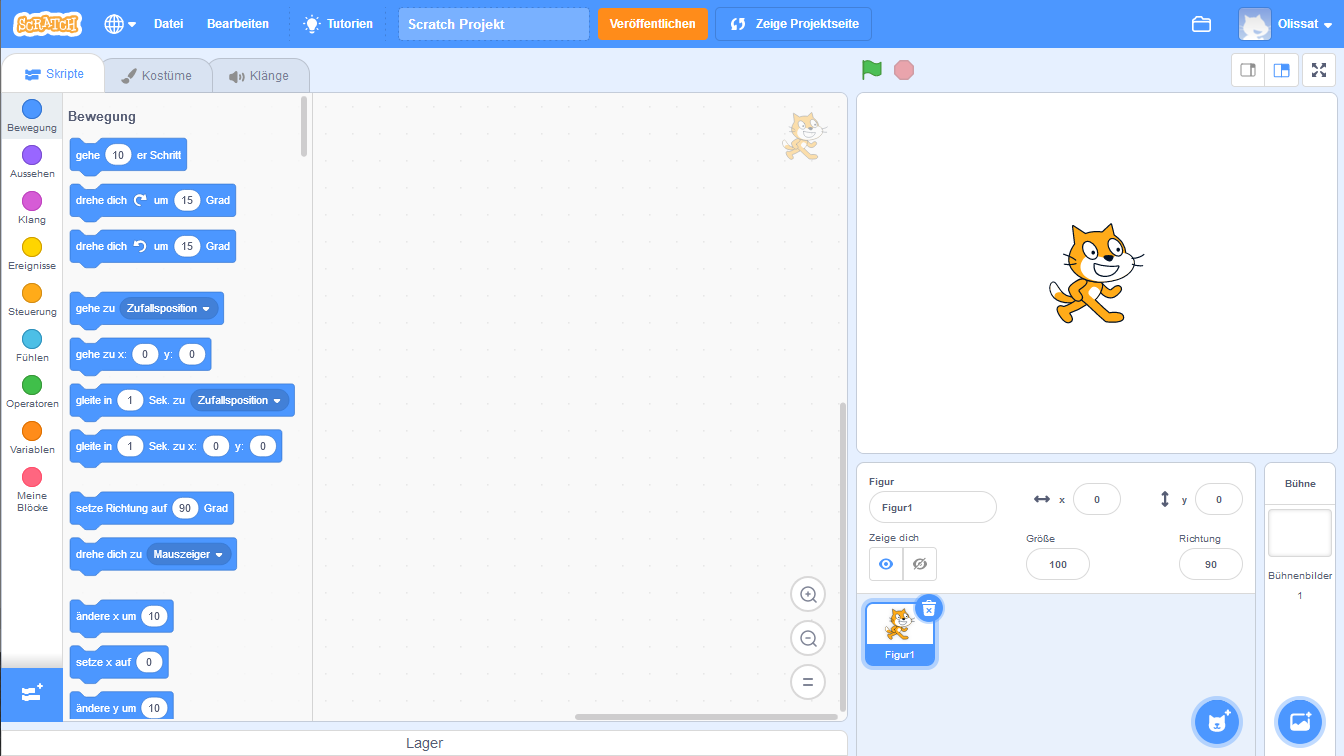 SCRATCH Datei Bearbeiten Tutorien Scratch Projekt Veröffentlichen Zeige Projektseite Olissat
Skripte Kostüme Klänge
Bewegung
Aussehen
Klang
Ereignisse
Steuerung
Fühlen
Operatoren
Variablen
Meine
Blöcke
Bewegung
gehe 10 er Schritt
drehe dich um 15 Grad
drehe dich um 15 Grad
gehe zu Zufallsposition
gehe zu x: 0 y: 0
gleite in 1 Sek. zu Zufallsposition
gleite in 1 Sek. zu x: 0 y: 0
setze Richtung auf 90 Grad
drehe dich zu Mauszeiger
ändere x um 10
setze x auf 0
ändere y um 10
Lager
Figur
Figur1 x 0 y 0
Zeige dich Größe Richtung
100 90
Figur1
Bühne
Bühnenbilder
1